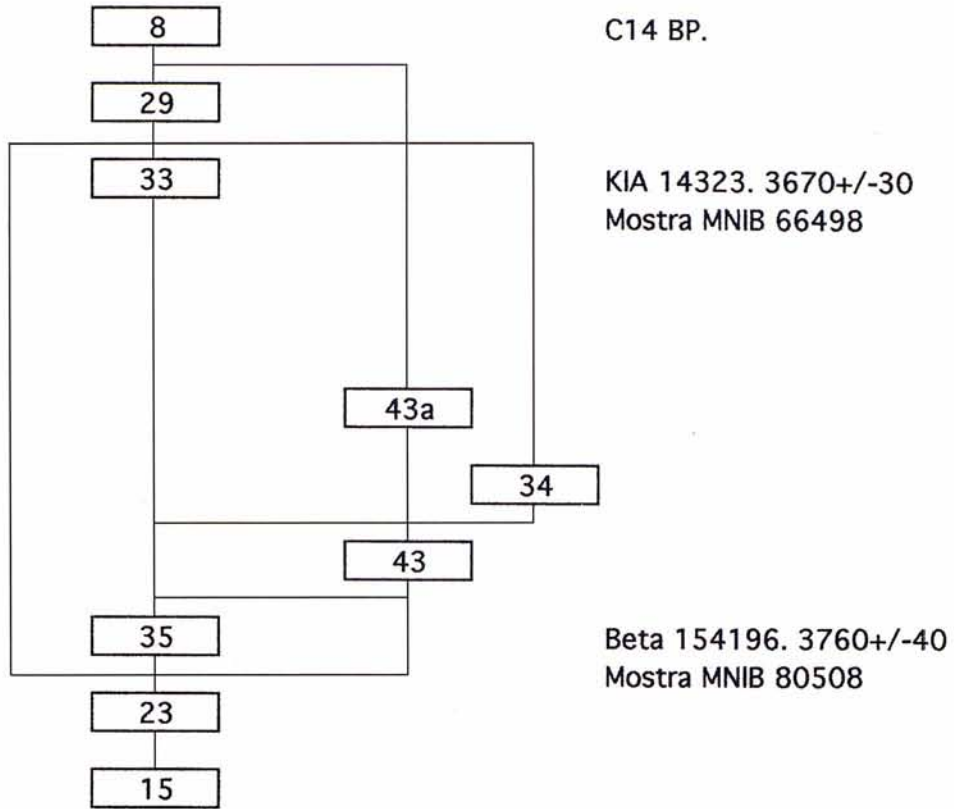 8
C14 BP.
29
33
KIA 14323. 3670+/-30
Mostra MNIB 66498
43a
34
43
35
Beta 154196. 3760+/-40
Mostra MNIB 80508
23
15